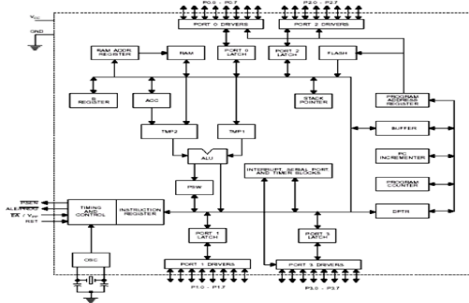 P0.0 - P0.7
P2.0 - P2.7
VCC
GND
PORT 0 DRIVERS
PORT 2 DRIVERS
RAM ADDR
REGISTER
RAM
PORT 0
LATCH
PORT 2
LATCH
FLASH
B
REGISTER
ACC
STACK
POINTER
PROGRAM
ADDRESS
REGISTER
TMP2
TMP1
BUFFER
ALU
PC
INCREMENTER
INTERRUPT, SERIAL PORT
AND TIMER BLOCKS
PSW
PROGRAM
COUNTER
PSEN
ALE/PROG
EA / VPP
RST
TIMING
AND
CONTROL
INSTRUCTION
REGISTER
DPTR
PORT 1
LATCH
PORT 3
LATCH
OSC
PORT 1 DRIVERS
PORT 3 DRIVERS
P1.0 - P1.7
P3.0 - P3.7